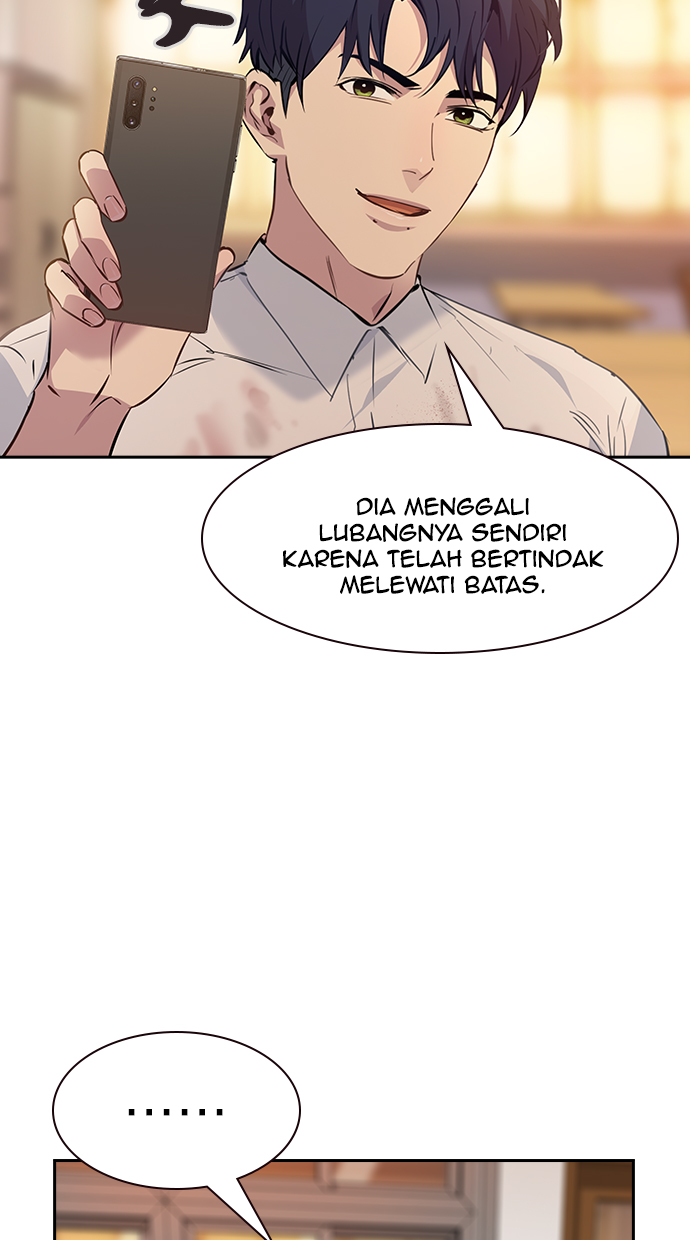 DIA MENGGALI
LUBANGNYA SENDIRI
KARENA TELAH BERTINDAK
MELEWATI BATAS.
......